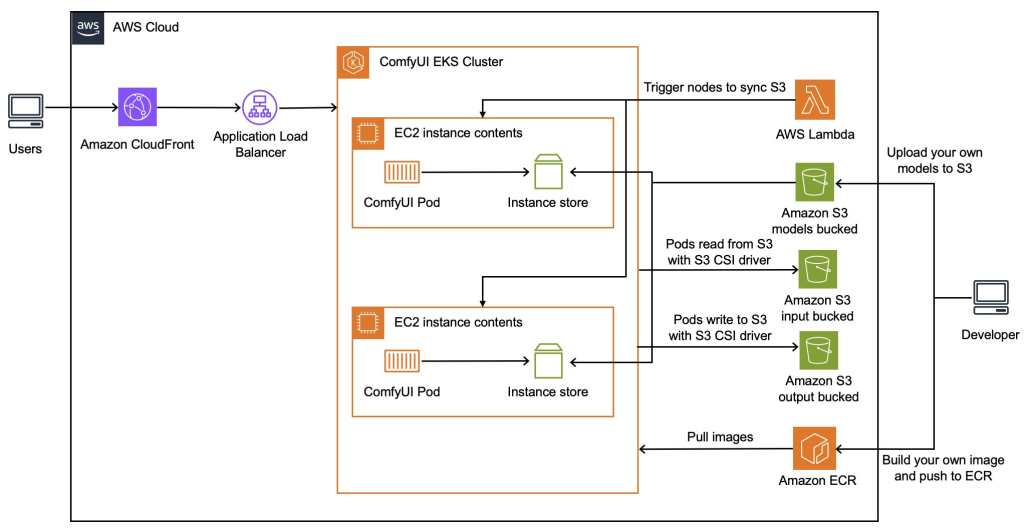 aws
AWS Cloud
ComfyUI EKS Cluster
Trigger nodes to sync S3
AWS Lambda
Users
Amazon CloudFront
Application Load
Balancer
EC2 instance contents
ComfyUI Pod
Instance store
Upload your own
models to S3
Amazon S3
models bucked
Pods read from S3
with S3 CSI driver
Amazon S3
input bucked
EC2 instance contents
ComfyUI Pod
Instance store
Pods write to S3
with S3 CSI driver
Amazon S3
output bucked
Developer
Pull images
Amazon ECR
Build your own image
and push to ECR